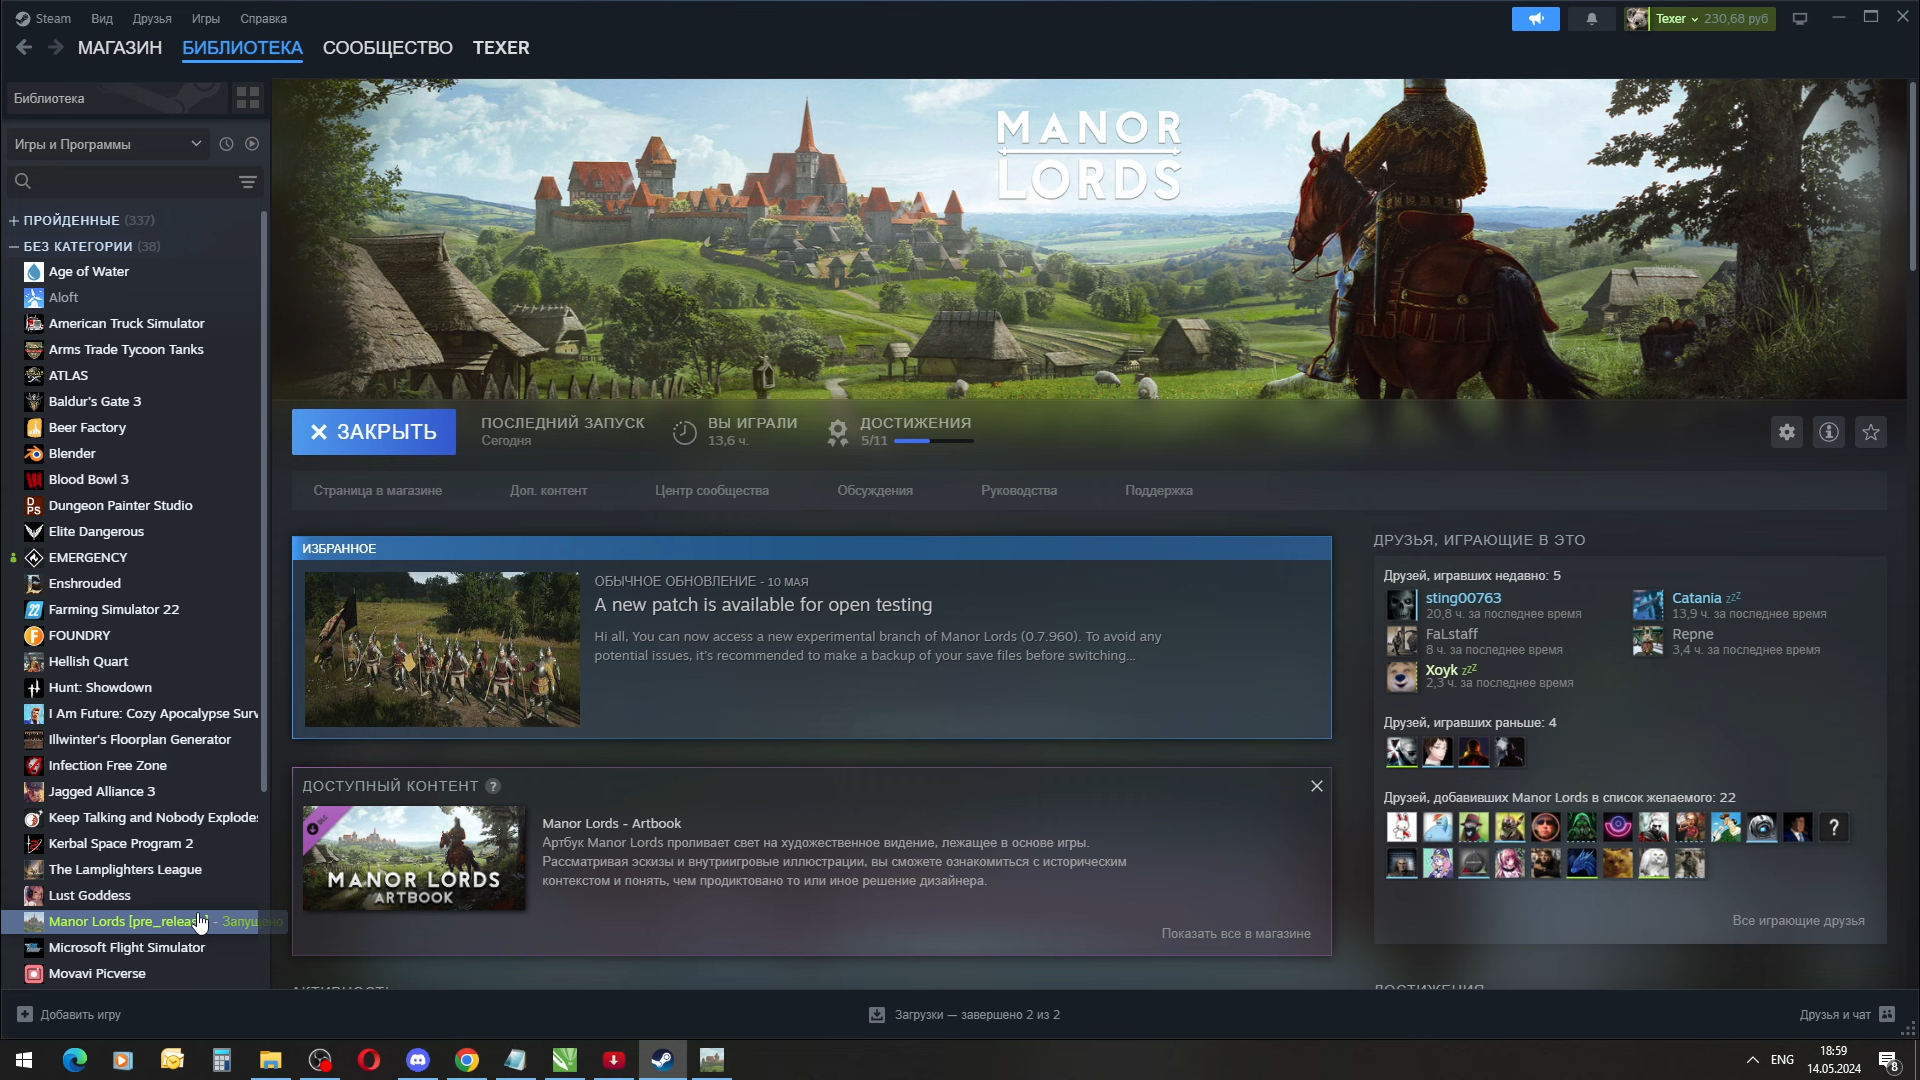 Steam Вид Друзья Игры Справка
Texer 230,68 руб
МАГАЗИН БИБЛИОТЕКА СООБЩЕСТВО TEXER
Библиотека
Игры и Программы
+ ПРОЙДЕННЫЕ (337)
— БЕЗ КАТЕГОРИИ (38)
Age of Water
Aloft
American Truck Simulator
Arms Trade Tycoon Tanks
ATLAS
Baldur's Gate 3
Beer Factory
Blender
Blood Bowl 3
Dungeon Painter Studio
Elite Dangerous
EMERGENCY
Enshrouded
Farming Simulator 22
FOUNDRY
Hellish Quart
Hunt: Showdown
I Am Future: Cozy Apocalypse Surv
Illwinter's Floorplan Generator
Infection Free Zone
Jagged Alliance 3
Keep Talking and Nobody Explodes
Kerbal Space Program 2
The Lamplighters League
Lust Goddess
Manor Lords [pre_release] - Запущено
Microsoft Flight Simulator
Movavi Picverse
MANOR
LORDS
ЗАКРЫТЬ
ПОСЛЕДНИЙ ЗАПУСК
Сегодня
ВЫ ИГРАЛИ
13,6 ч.
ДОСТИЖЕНИЯ
5/11
Страница в магазине Доп. контент Центр сообщества Обсуждения Руководства Поддержка
ИЗБРАННОЕ
ОБЫЧНОЕ ОБНОВЛЕНИЕ - 10 МАЯ
A new patch is available for open testing
Hi all, You can now access a new experimental branch of Manor Lords (0.7.960). To avoid any
potential issues, it's recommended to make a backup of your save files before switching...
ДОСТУПНЫЙ КОНТЕНТ ?
DLC
MANOR LORDS
ARTBOOK
Manor Lords - Artbook
Артбук Manor Lords проливает свет на художественное видение, лежащее в основе игры.
Рассматривая эскизы и внутриигровые иллюстрации, вы сможете ознакомиться с историческим
контекстом и понять, чем продиктовано то или иное решение дизайнера.
Показать все в магазине
АКТИВНОСТЬ
ДРУЗЬЯ, ИГРАЮЩИЕ В ЭТО
Друзей, игравших недавно: 5
sting00763
20,8 ч. за последнее время
Catania zzZ
13,9 ч. за последнее время
FaLstaff
8 ч. за последнее время
Repne
3,4 ч. за последнее время
Xoyk zzZ
2,3 ч. за последнее время
Друзей, игравших раньше: 4
Друзей, добавивших Manor Lords в список желаемого: 22
?
Все играющие друзья
ДОСТИЖЕНИЯ
Добавить игру
Загрузки — завершено 2 из 2
Друзья и чат
ENG
18:59
14.05.2024
8